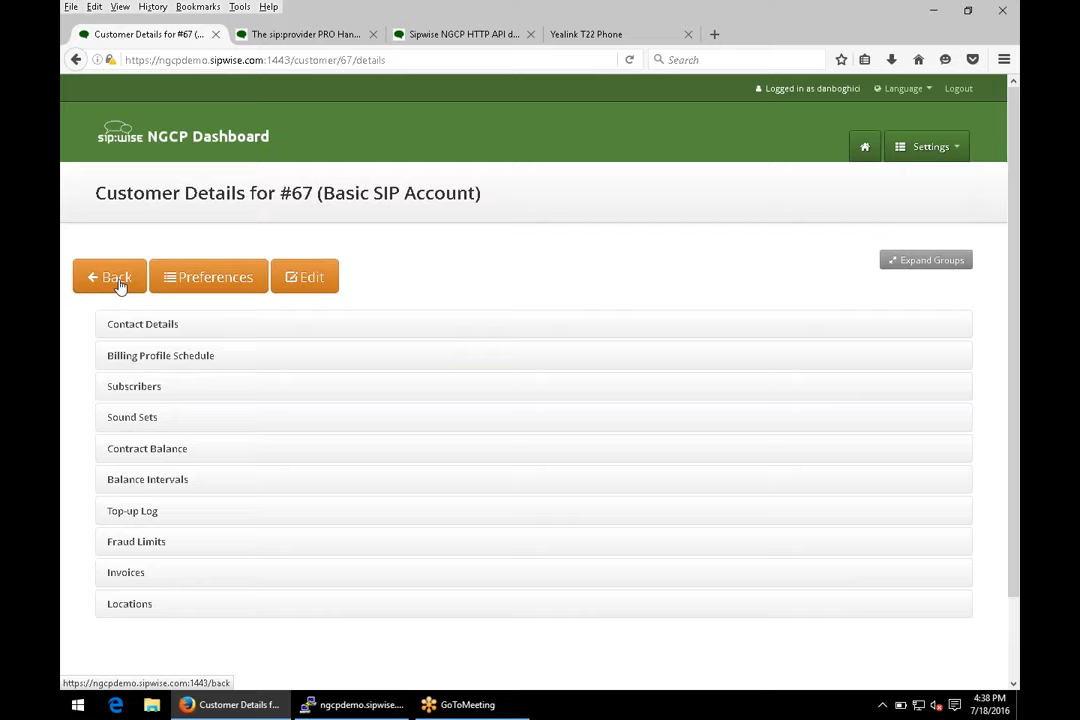 File Edit View History Bookmarks Tools Help
Customer Details for #67 (...
The sip:provider PRO Han...
Sipwise NGCP HTTP API d...
Yealink T22 Phone
https://ngcpdemo.sipwise.com:1443/customer/67/details
Search
Logged in as danboghici Language Logout
sip:wise NGCP Dashboard
Settings
Customer Details for #67 (Basic SIP Account)
Expand Groups
Back Preferences Edit
Contact Details
Billing Profile Schedule
Subscribers
Sound Sets
Contract Balance
Balance Intervals
Top-up Log
Fraud Limits
Invoices
Locations
https://ngcpdemo.sipwise.com:1443/back
Customer Details f...
ngcpdemo.sipwise....
GoToMeeting
4:38 PM
7/18/2016